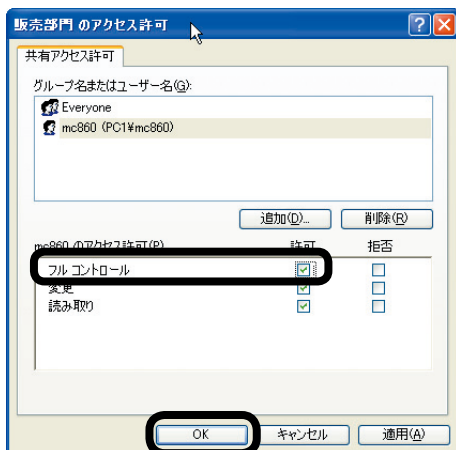 販売部門 のアクセス許可
共有アクセス許可
グループ名またはユーザー名(G):
Everyone
mc860 (PC1¥mc860)
追加(D)... 削除(R)
mc860 のアクセス許可(P) 許可 拒否
フル コントロール
変更
読み取り
OK キャンセル 適用(A)